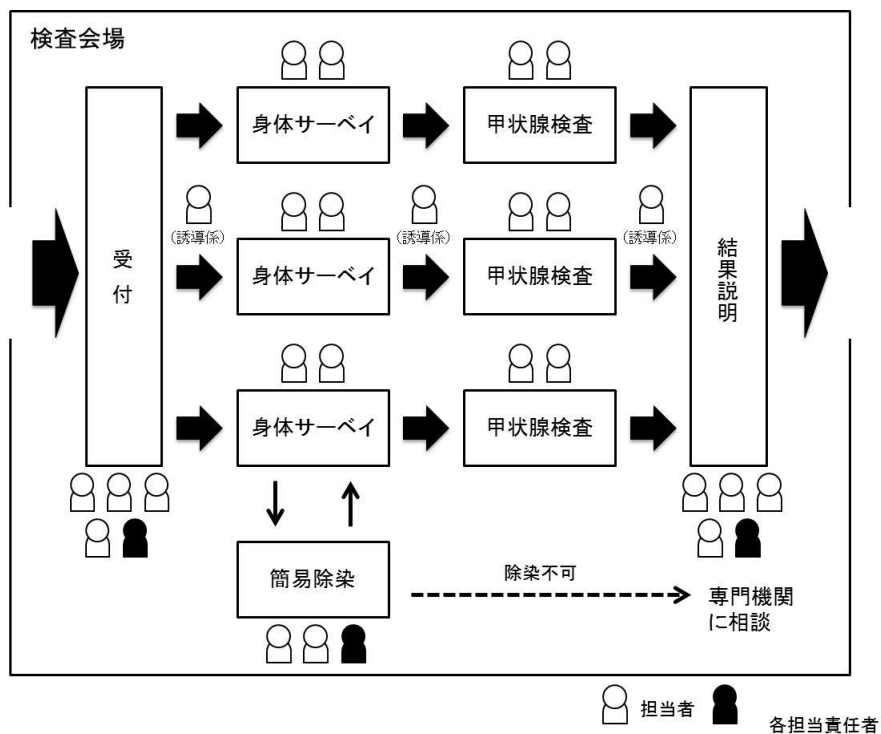 検査会場
身体サーベイ
甲状腺検査
(誘導係)
(誘導係)
(誘導係)
受付
身体サーベイ
甲状腺検査
結果説明
身体サーベイ
甲状腺検査
簡易除染
除染不可
専門機関
に相談
担当者
各担当責任者